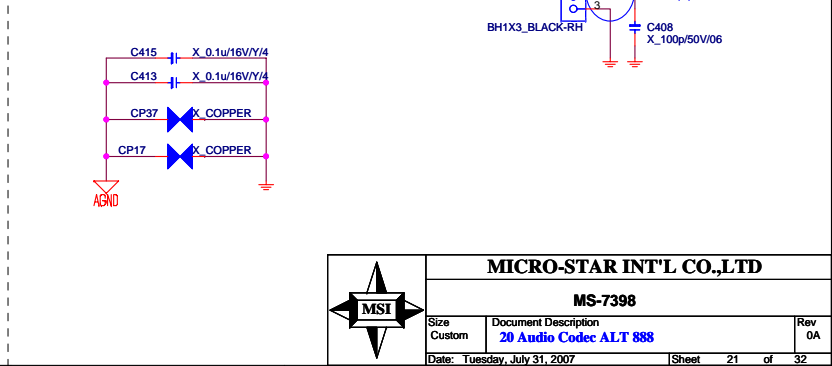 3
BH1X3_BLACK-RH
C408
X_100p/50V/06
C415 X_0.1u/16V/Y/4
C413 X_0.1u/16V/Y/4
CP37 X_COPPER
CP17 X_COPPER
AGND
MSI
MICRO-STAR INT'L CO.,LTD
MS-7398
Size Document Description Rev
Custom 20 Audio Codec ALT 888 0A
Date: Tuesday, July 31, 2007 Sheet 21 of 32